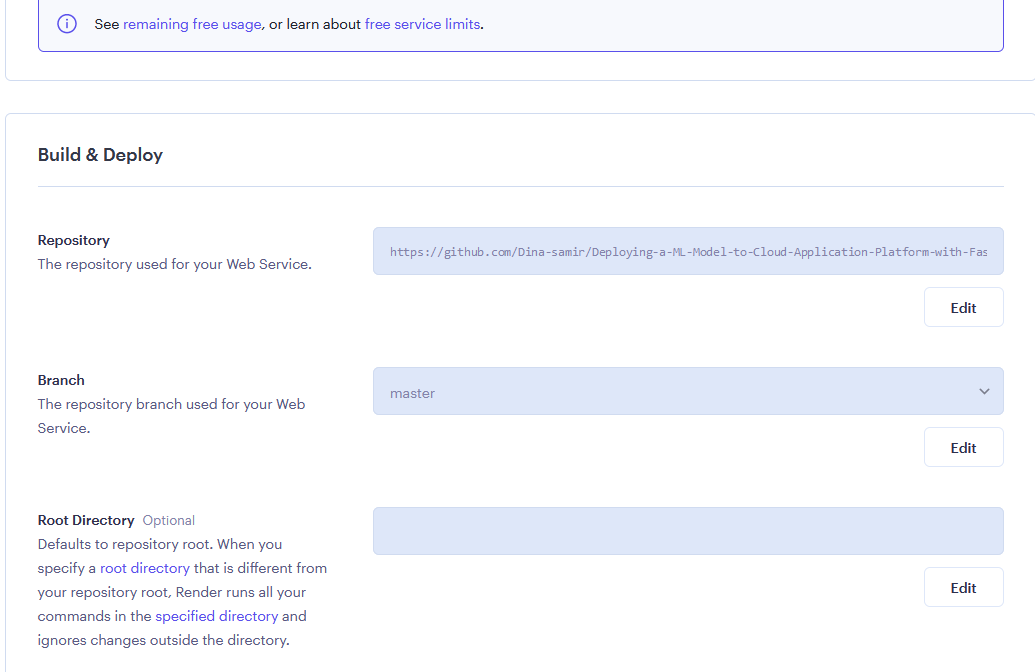 See remaining free usage, or learn about free service limits.
Build & Deploy
Repository
The repository used for your Web Service.
https://github.com/Dina-samir/Deploying-a-ML-Model-to-Cloud-Application-Platform-with-Fas
Edit
Branch
The repository branch used for your Web
Service.
master
Edit
Root Directory Optional
Defaults to repository root. When you
specify a root directory that is different from
your repository root, Render runs all your
commands in the specified directory and
ignores changes outside the directory.
Edit